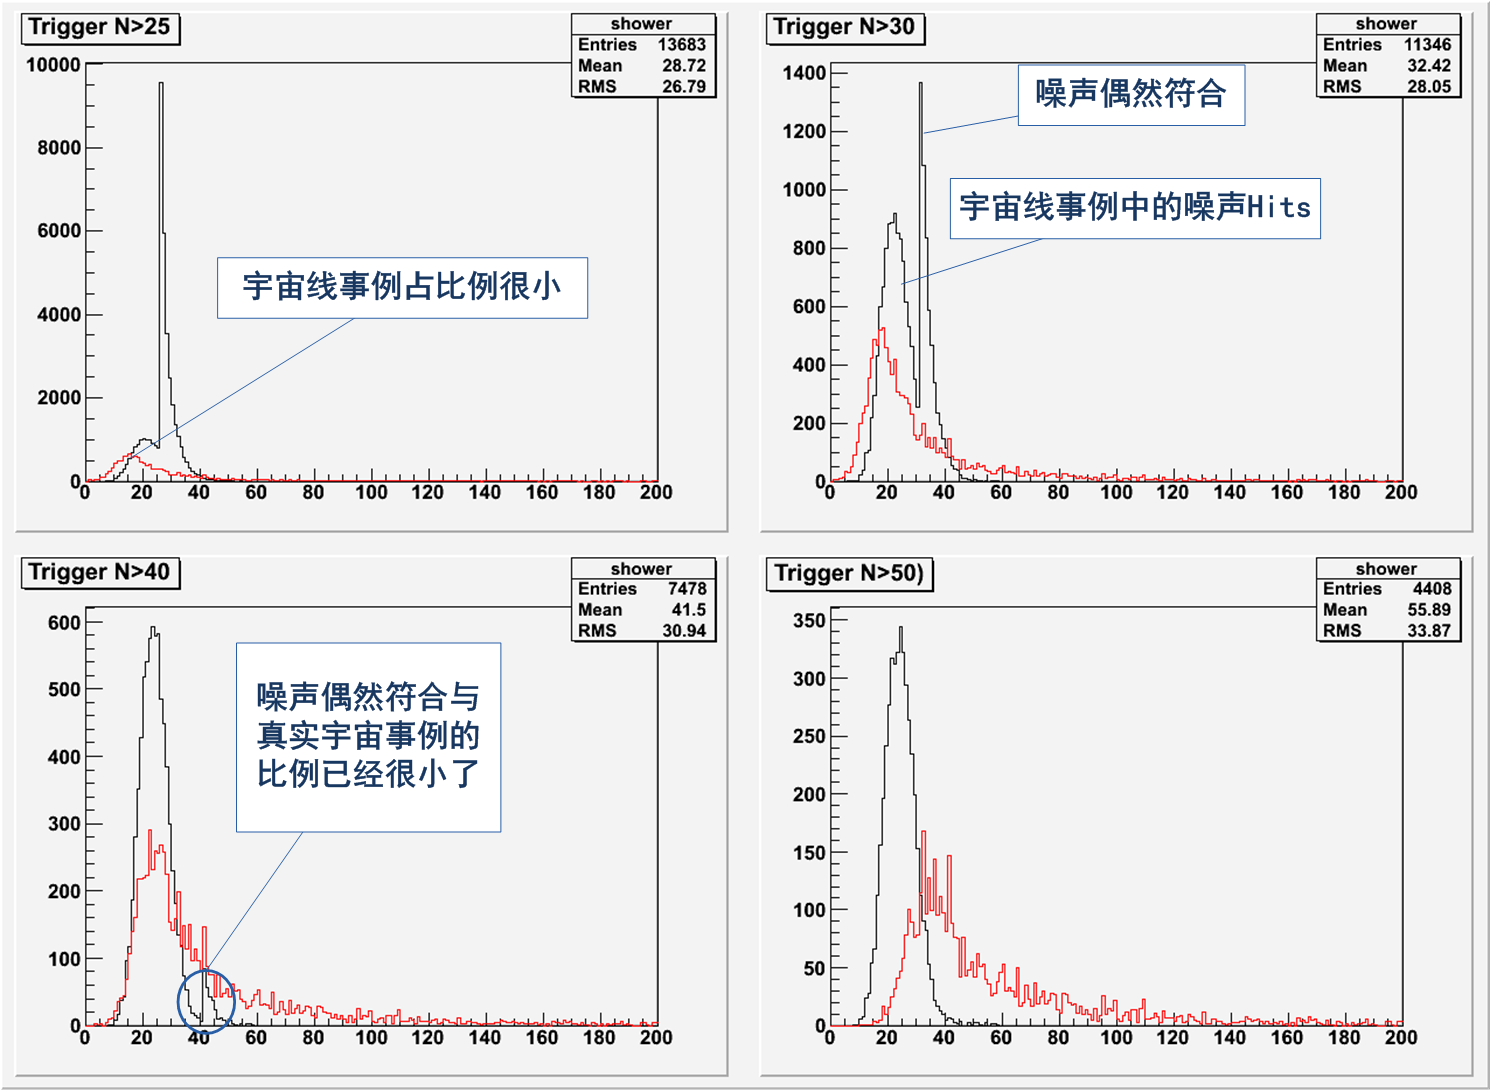 Trigger N>25
shower
Entries 13683
Mean 28.72
RMS 26.79
10000
8000
6000
4000
2000
0
0 20 40 60 80 100 120 140 160 180 200
宇宙线事例占比例很小
Trigger N>30
shower
Entries 11346
Mean 32.42
RMS 28.05
1400
1200
1000
800
600
400
200
0
0 20 40 60 80 100 120 140 160 180 200
噪声偶然符合
宇宙线事例中的噪声Hits
Trigger N>40
shower
Entries 7478
Mean 41.5
RMS 30.94
600
500
400
300
200
100
0
0 20 40 60 80 100 120 140 160 180 200
噪声偶然符合与
真实宇宙事例的
比例已经很小了
Trigger N>50)
shower
Entries 4408
Mean 55.89
RMS 33.87
350
300
250
200
150
100
50
0
0 20 40 60 80 100 120 140 160 180 200